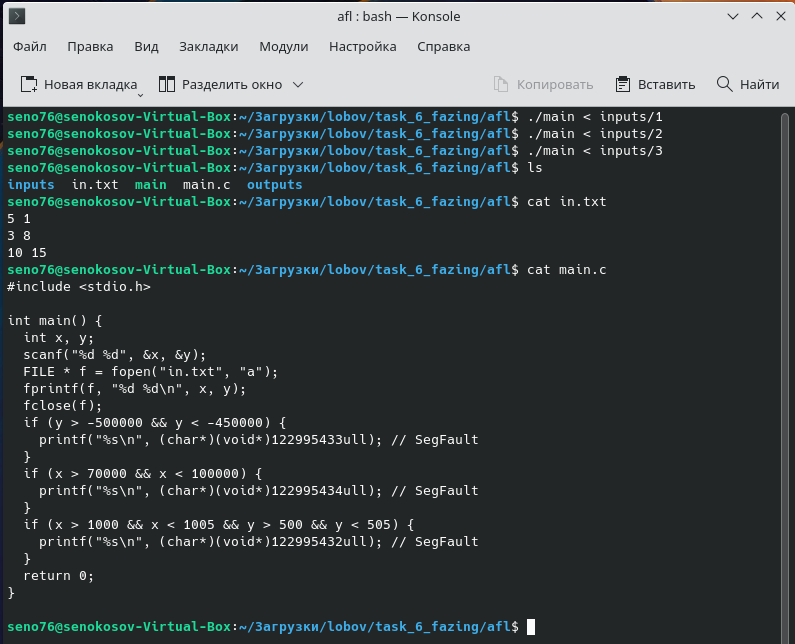 afl : bash — Konsole
Файл Правка Вид Закладки Модули Настройка Справка
Новая вкладка Разделить окно Копировать Вставить Найти
seno76@senokosov-Virtual-Box:~/Загрузки/lobov/task_6_fazing/afl$ ./main < inputs/1
seno76@senokosov-Virtual-Box:~/Загрузки/lobov/task_6_fazing/afl$ ./main < inputs/2
seno76@senokosov-Virtual-Box:~/Загрузки/lobov/task_6_fazing/afl$ ./main < inputs/3
seno76@senokosov-Virtual-Box:~/Загрузки/lobov/task_6_fazing/afl$ ls
inputs  in.txt  main  main.c  outputs
seno76@senokosov-Virtual-Box:~/Загрузки/lobov/task_6_fazing/afl$ cat in.txt
5 1
3 8
10 15
seno76@senokosov-Virtual-Box:~/Загрузки/lobov/task_6_fazing/afl$ cat main.c
#include <stdio.h>

int main() {
  int x, y;
  scanf("%d %d", &x, &y);
  FILE * f = fopen("in.txt", "a");
  fprintf(f, "%d %d\n", x, y);
  fclose(f);
  if (y > -500000 && y < -450000) {
    printf("%s\n", (char*)(void*)122995433ull); // SegFault
  }
  if (x > 70000 && x < 100000) {
    printf("%s\n", (char*)(void*)122995434ull); // SegFault
  }
  if (x > 1000 && x < 1005 && y > 500 && y < 505) {
    printf("%s\n", (char*)(void*)122995432ull); // SegFault
  }
  return 0;
}

seno76@senokosov-Virtual-Box:~/Загрузки/lobov/task_6_fazing/afl$